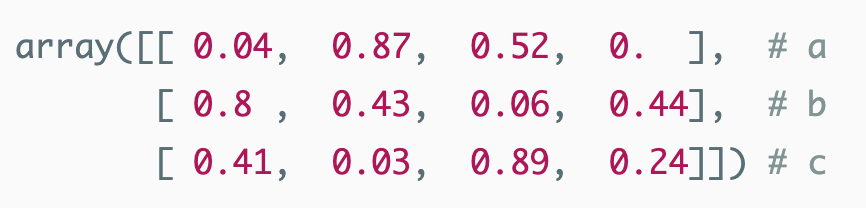 array([[ 0.04,  0.87,  0.52,  0.  ],  # a
       [ 0.8 ,  0.43,  0.06,  0.44],  # b
       [ 0.41,  0.03,  0.89,  0.24]]) # c